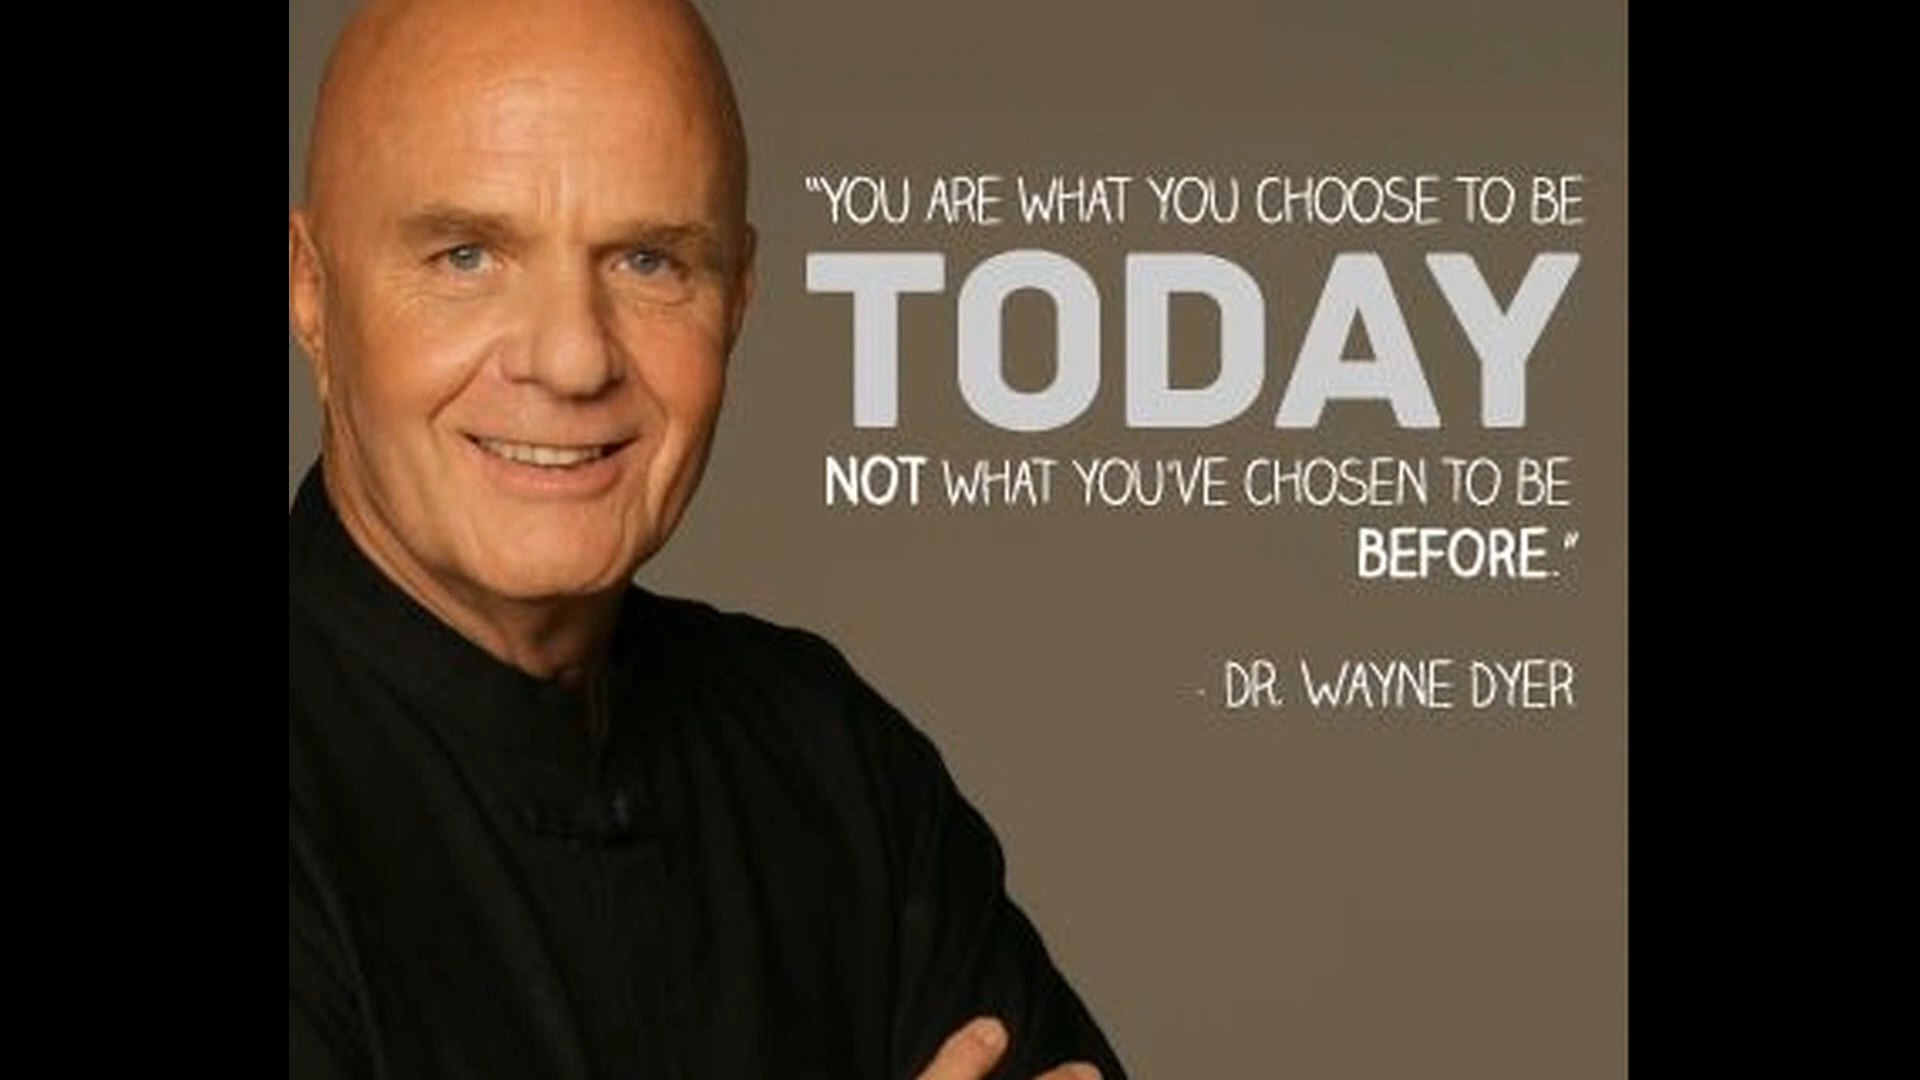 "YOU ARE WHAT YOU CHOOSE TO BE
TODAY
NOT WHAT YOU'VE CHOSEN TO BE
BEFORE."
- DR. WAYNE DYER